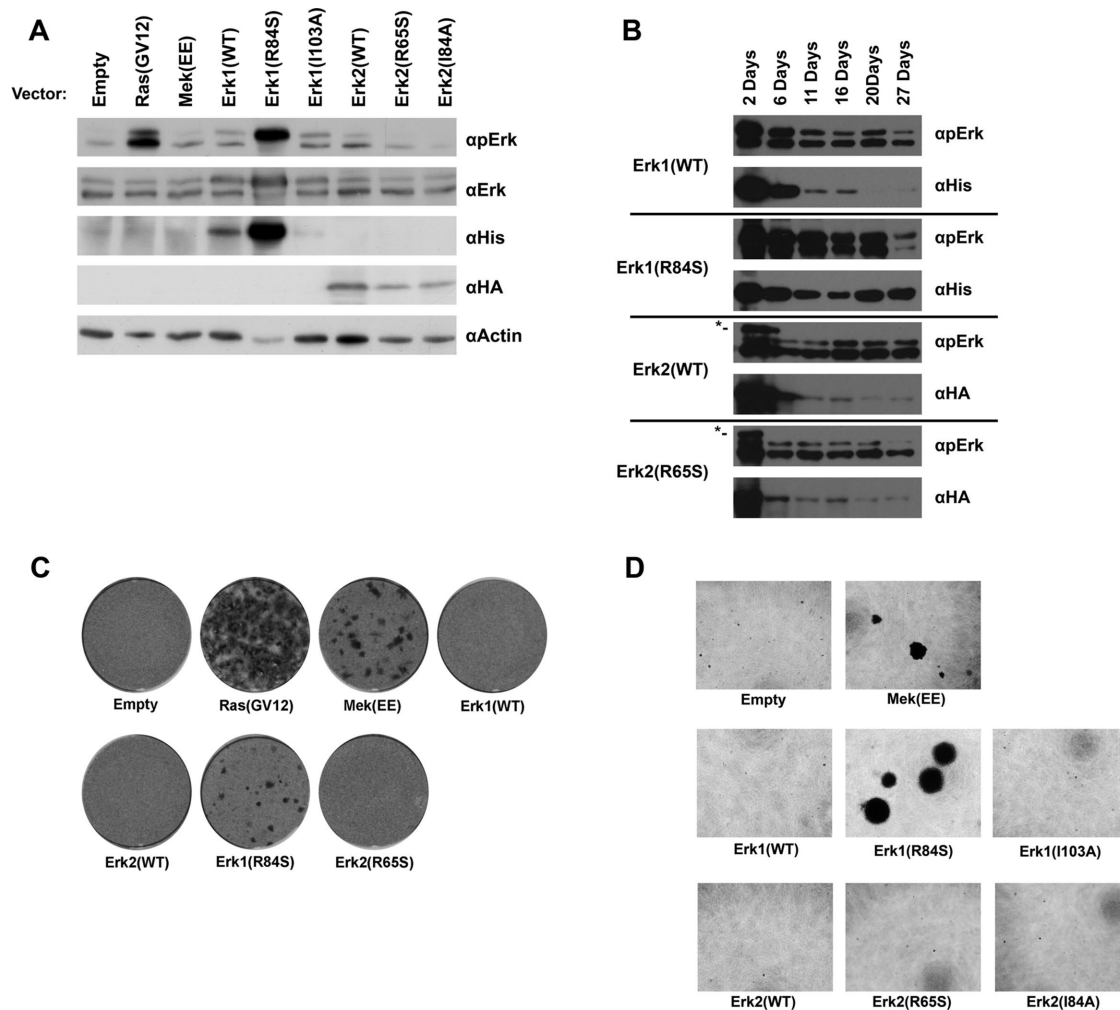 A
Vector:
Empty
Ras(GV12)
Mek(EE)
Erk1(WT)
Erk1(R84S)
Erk1(I103A)
Erk2(WT)
Erk2(R65S)
Erk2(I84A)
αpErk
αErk
αHis
αHA
αActin
B
2 Days
6 Days
11 Days
16 Days
20Days
27 Days
Erk1(WT)
αpErk
αHis
Erk1(R84S)
αpErk
αHis
Erk2(WT)
*-
αpErk
αHA
Erk2(R65S)
*-
αpErk
αHA
C
Empty
Ras(GV12)
Mek(EE)
Erk1(WT)
Erk2(WT)
Erk1(R84S)
Erk2(R65S)
D
Empty
Mek(EE)
Erk1(WT)
Erk1(R84S)
Erk1(I103A)
Erk2(WT)
Erk2(R65S)
Erk2(I84A)